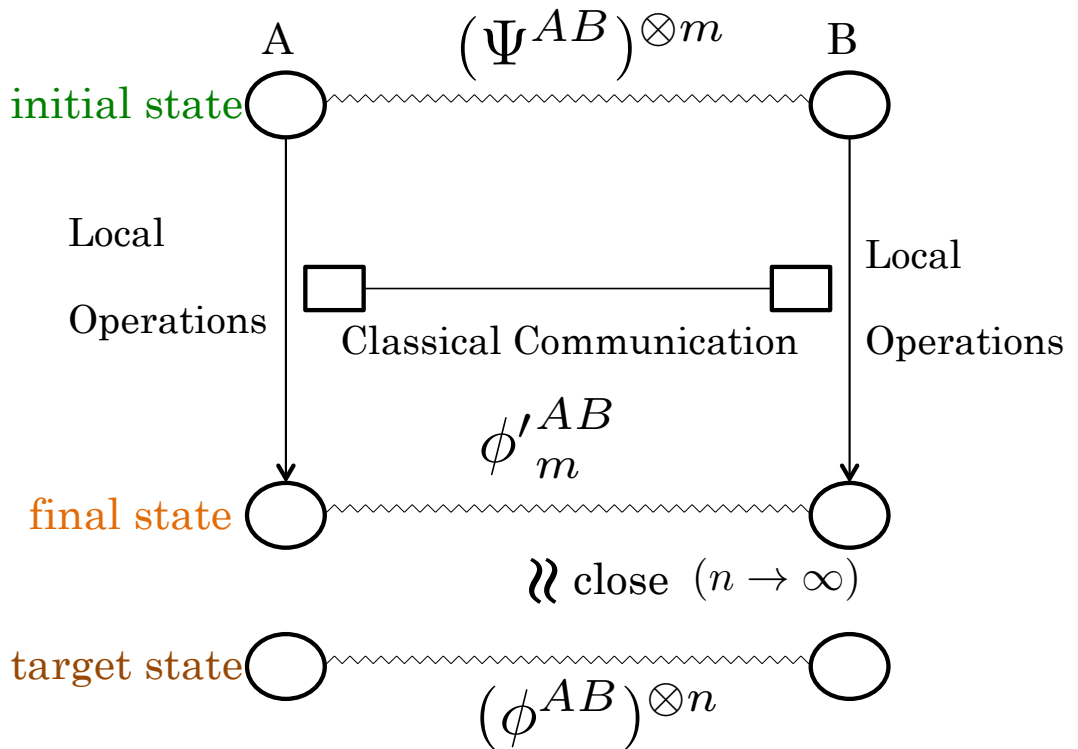 A (Ψ^{AB})^{⊗m} B
initial state
Local Operations
Classical Communication
Local Operations
ϕ′_m^{AB}
final state
≈ close (n → ∞)
target state
(ϕ^{AB})^{⊗n}